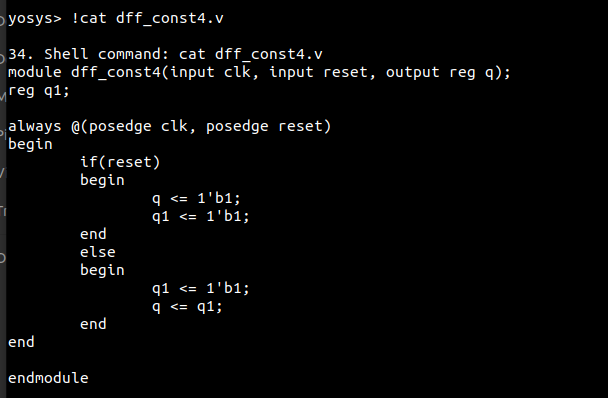 yosys> !cat dff_const4.v

34. Shell command: cat dff_const4.v
module dff_const4(input clk, input reset, output reg q);
reg q1;

always @(posedge clk, posedge reset)
begin
        if(reset)
        begin
                q <= 1'b1;
                q1 <= 1'b1;
        end
        else
        begin
                q1 <= 1'b1;
                q <= q1;
        end
end

endmodule